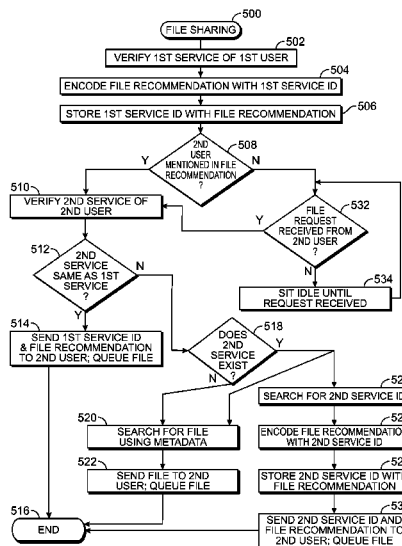 500
FILE SHARING
502
VERIFY 1ST SERVICE OF 1ST USER
504
ENCODE FILE RECOMMENDATION WITH 1ST SERVICE ID
506
STORE 1ST SERVICE ID WITH FILE RECOMMENDATION
508
2ND
USER
MENTIONED IN FILE
RECOMMENDATION
?
Y
N
510
VERIFY 2ND SERVICE OF
2ND USER
532
FILE
REQUEST
RECEIVED FROM
2ND USER
?
Y
N
534
SIT IDLE UNTIL
REQUEST RECEIVED
512
2ND
SERVICE
SAME AS 1ST
SERVICE
?
N
Y
514
SEND 1ST SERVICE ID
& FILE RECOMMENDATION
TO 2ND USER; QUEUE FILE
518
DOES
2ND SERVICE
EXIST
?
Y
N
520
SEARCH FOR FILE
USING METADATA
522
SEND FILE TO 2ND
USER; QUEUE FILE
SEARCH FOR 2ND SERVICE ID
ENCODE FILE RECOMMENDATION
WITH 2ND SERVICE ID
STORE 2ND SERVICE ID WITH
FILE RECOMMENDATION
SEND 2ND SERVICE ID AND
FILE RECOMMENDATION TO
2ND USER; QUEUE FILE
516
END